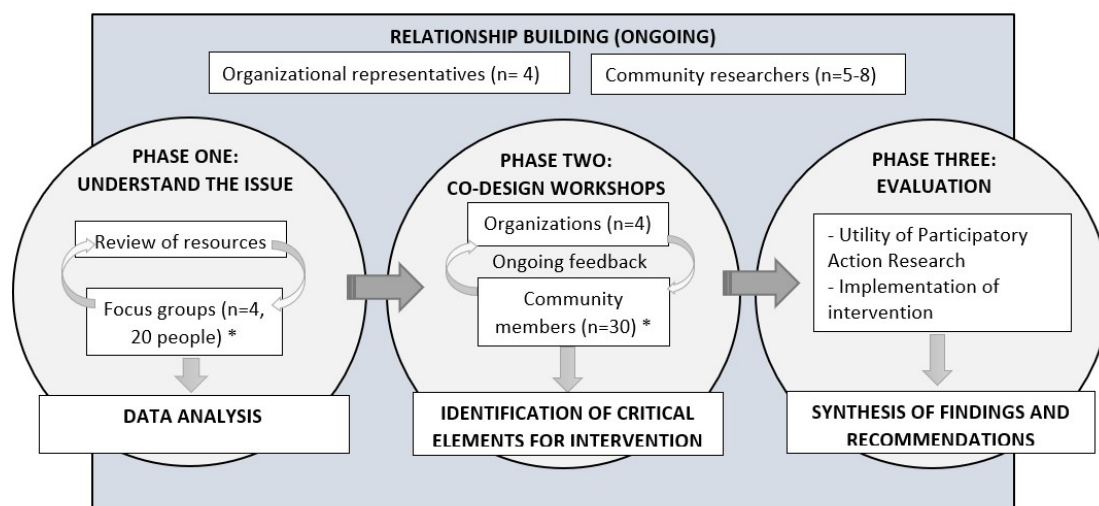 RELATIONSHIP BUILDING (ONGOING)
Organizational representatives (n= 4)
Community researchers (n=5-8)
PHASE ONE:
UNDERSTAND THE ISSUE
Review of resources
Focus groups (n=4,
20 people) *
DATA ANALYSIS
PHASE TWO:
CO-DESIGN WORKSHOPS
Organizations (n=4)
Ongoing feedback
Community
members (n=30) *
IDENTIFICATION OF CRITICAL
ELEMENTS FOR INTERVENTION
PHASE THREE:
EVALUATION
- Utility of Participatory
Action Research
- Implementation of
intervention
SYNTHESIS OF FINDINGS AND
RECOMMENDATIONS